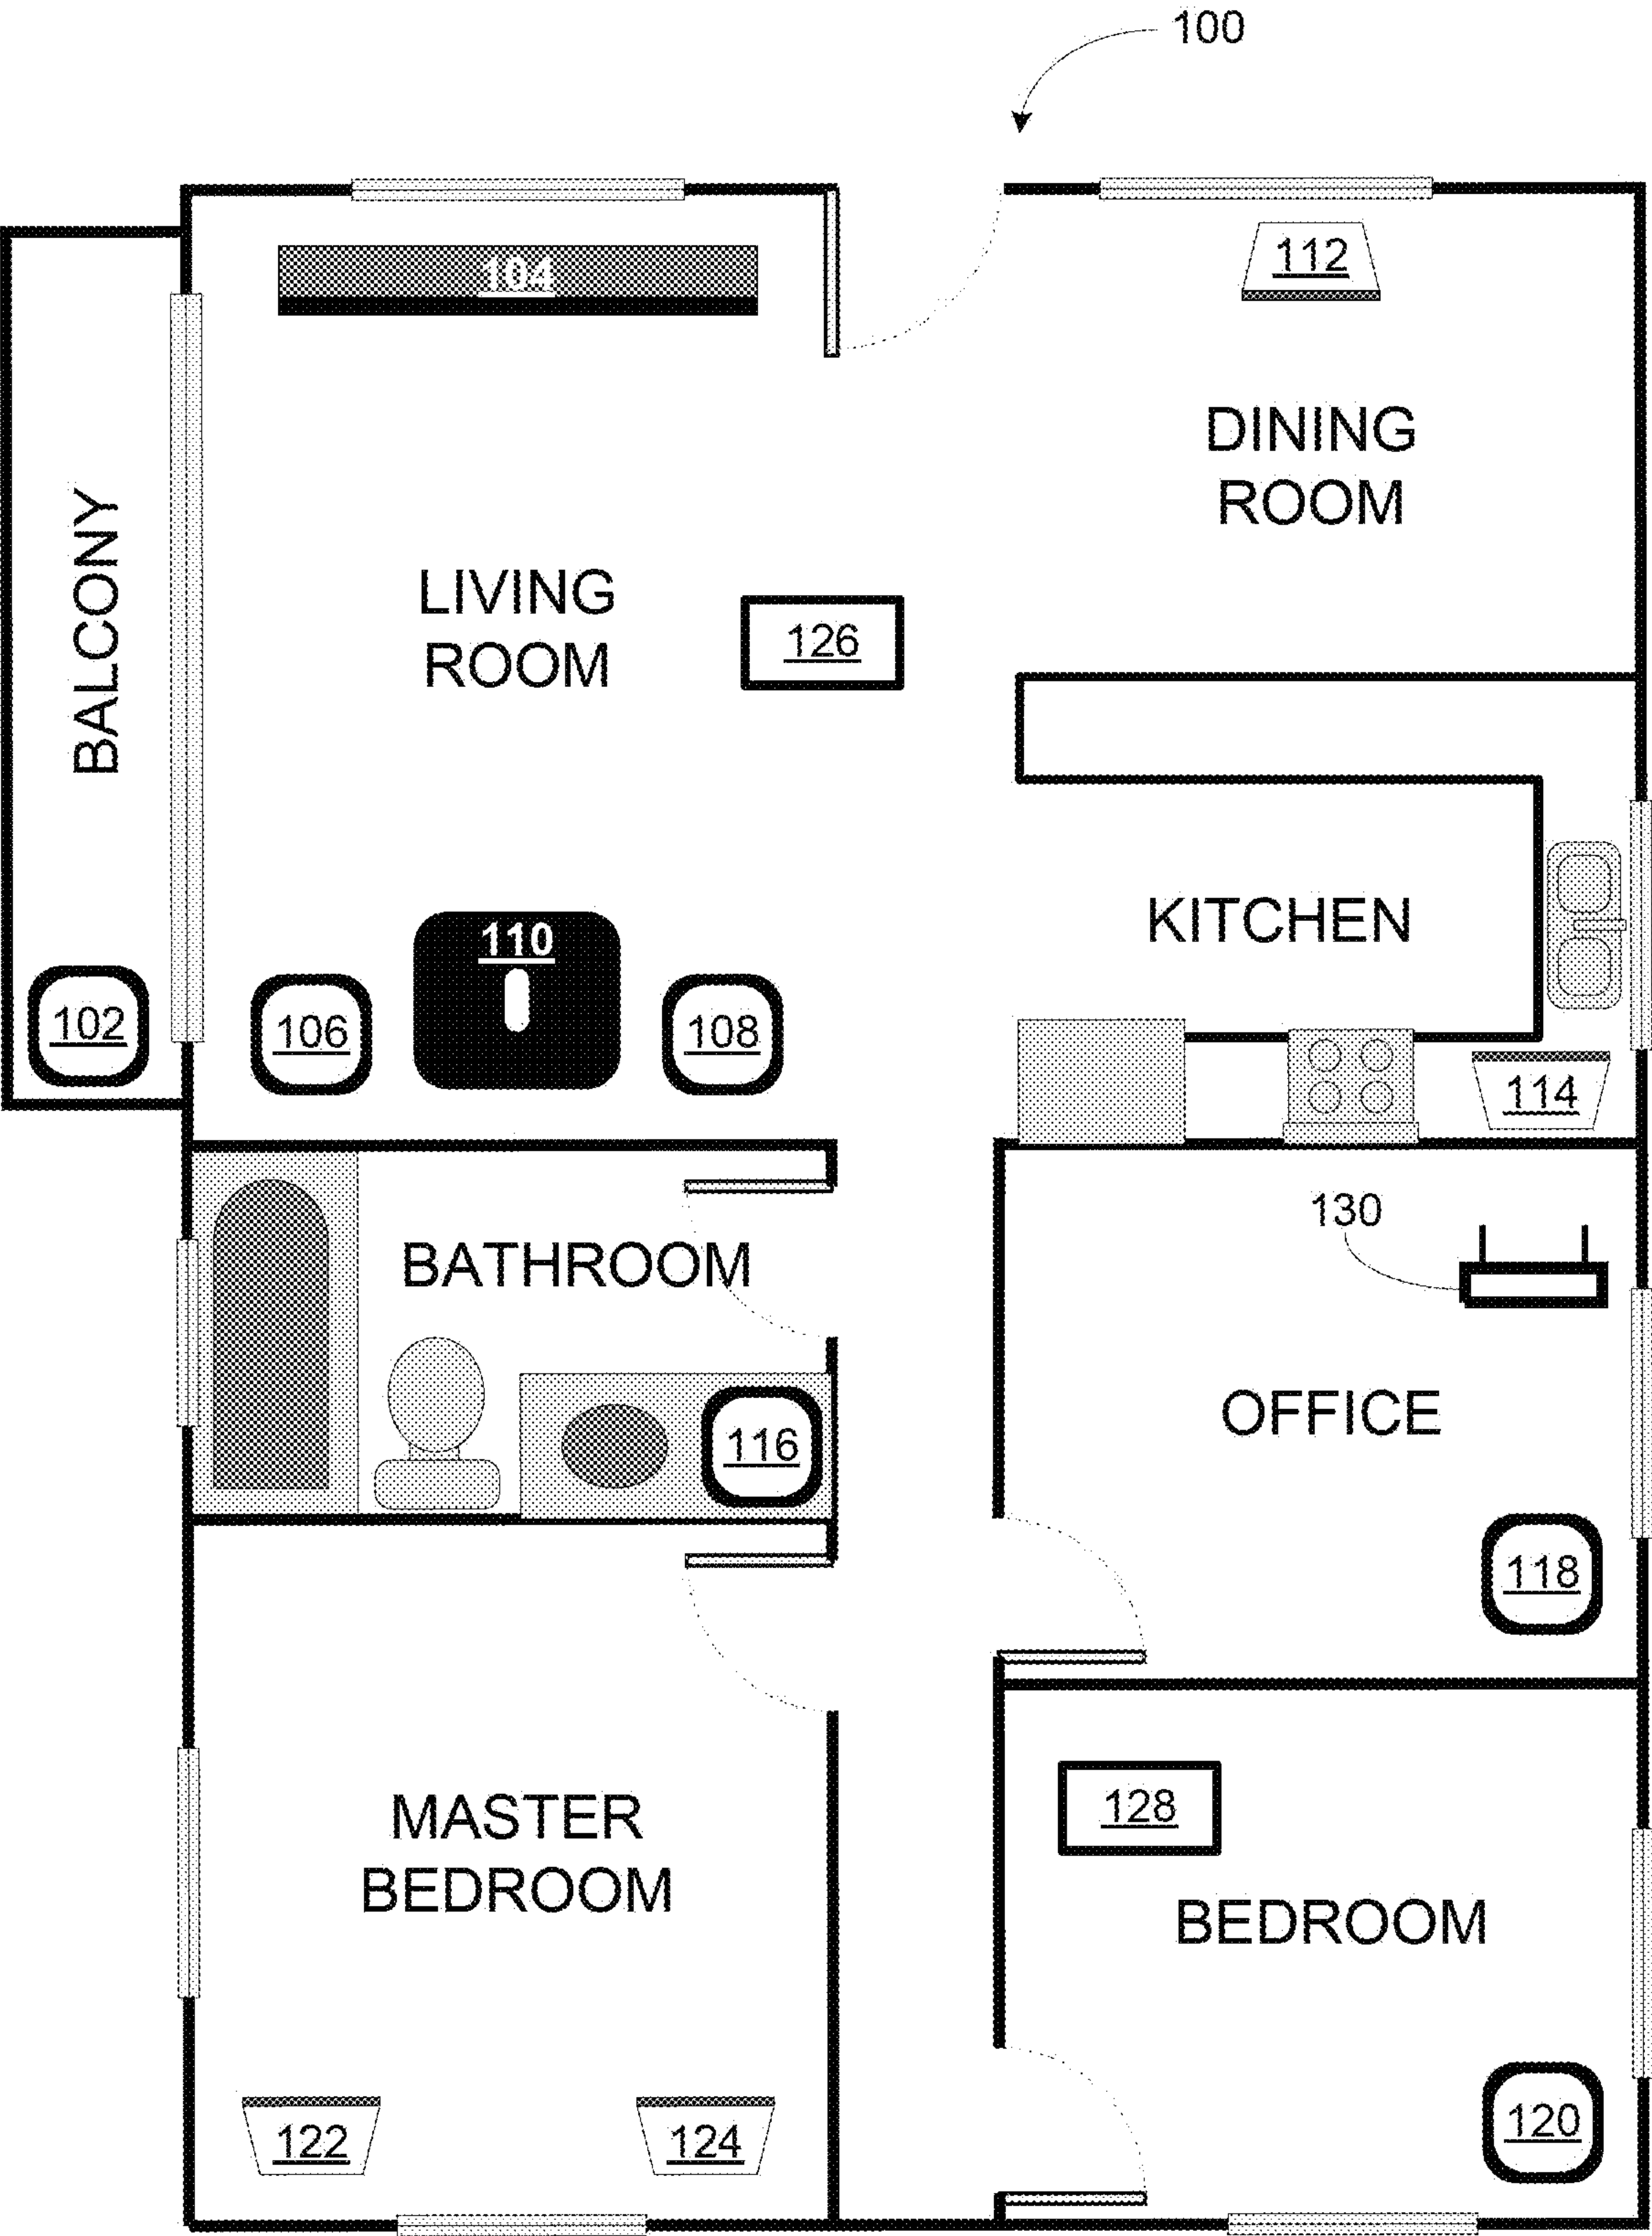 100
104
112
DINING
ROOM
BALCONY
LIVING
ROOM
126
KITCHEN
110
102
106
108
114
130
BATHROOM
OFFICE
116
118
MASTER
BEDROOM
128
BEDROOM
122
124
120